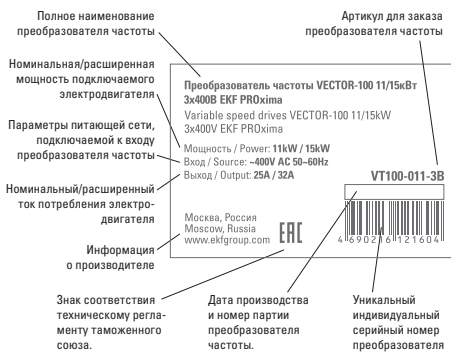 Полное наименование
преобразователя частоты
Артикул для заказа
преобразователя частоты
Номинальная/расширенная
мощность подключаемого
электродвигателя
Параметры питающей сети,
подключаемой к входу
преобразователя частоты
Номинальный/расширенный
ток потребления электро-
двигателя
Информация
о производителе
Преобразователь частоты VECTOR-100 11/15кВт
3x400В EKF PROxima
Variable speed drives VECTOR-100 11/15kW
3x400V EKF PROxima
Мощность / Power: 11kW / 15kW
Вход / Source: ~400V AC 50~60Hz
Выход / Output: 25A / 32A
VT100-011-3B
Москва, Россия
Moscow, Russia
www.ekfgroup.com
EAC
4 690216 121604
Знак соответствия
техническому регла-
менту таможенного
союза.
Дата производства
и номер партии
преобразователя
частоты.
Уникальный
индивидуальный
серийный номер
преобразователя